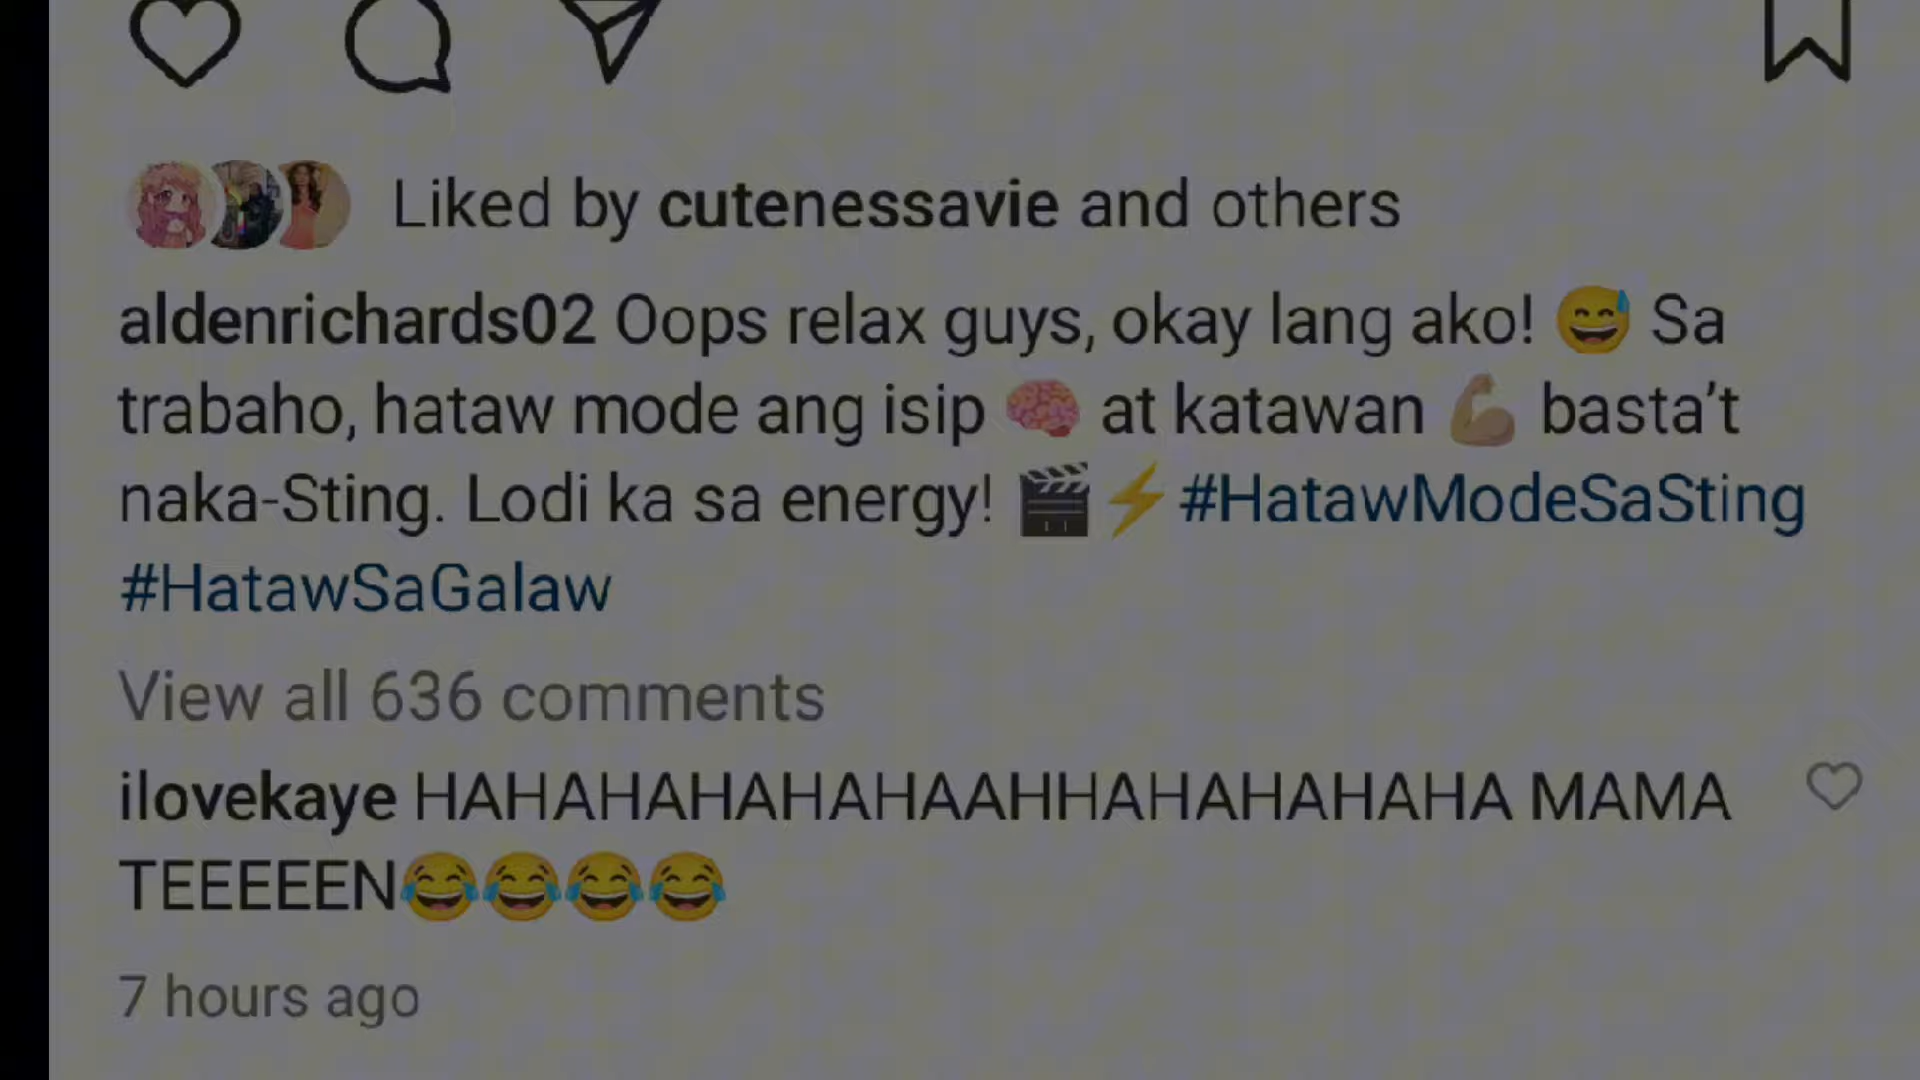 Liked by cutenessavie and others
aldenrichards02 Oops relax guys, okay lang ako! 😅 Sa
trabaho, hataw mode ang isip 🧠 at katawan 💪🏼 basta’t
naka-Sting. Lodi ka sa energy! 🎬⚡#HatawModeSaSting
#HatawSaGalaw
View all 636 comments
ilovekaye HAHAHAHAHAHAAHHAHAHAHAHAHA MAMA
TEEEEEN😂😂😂😂
7 hours ago